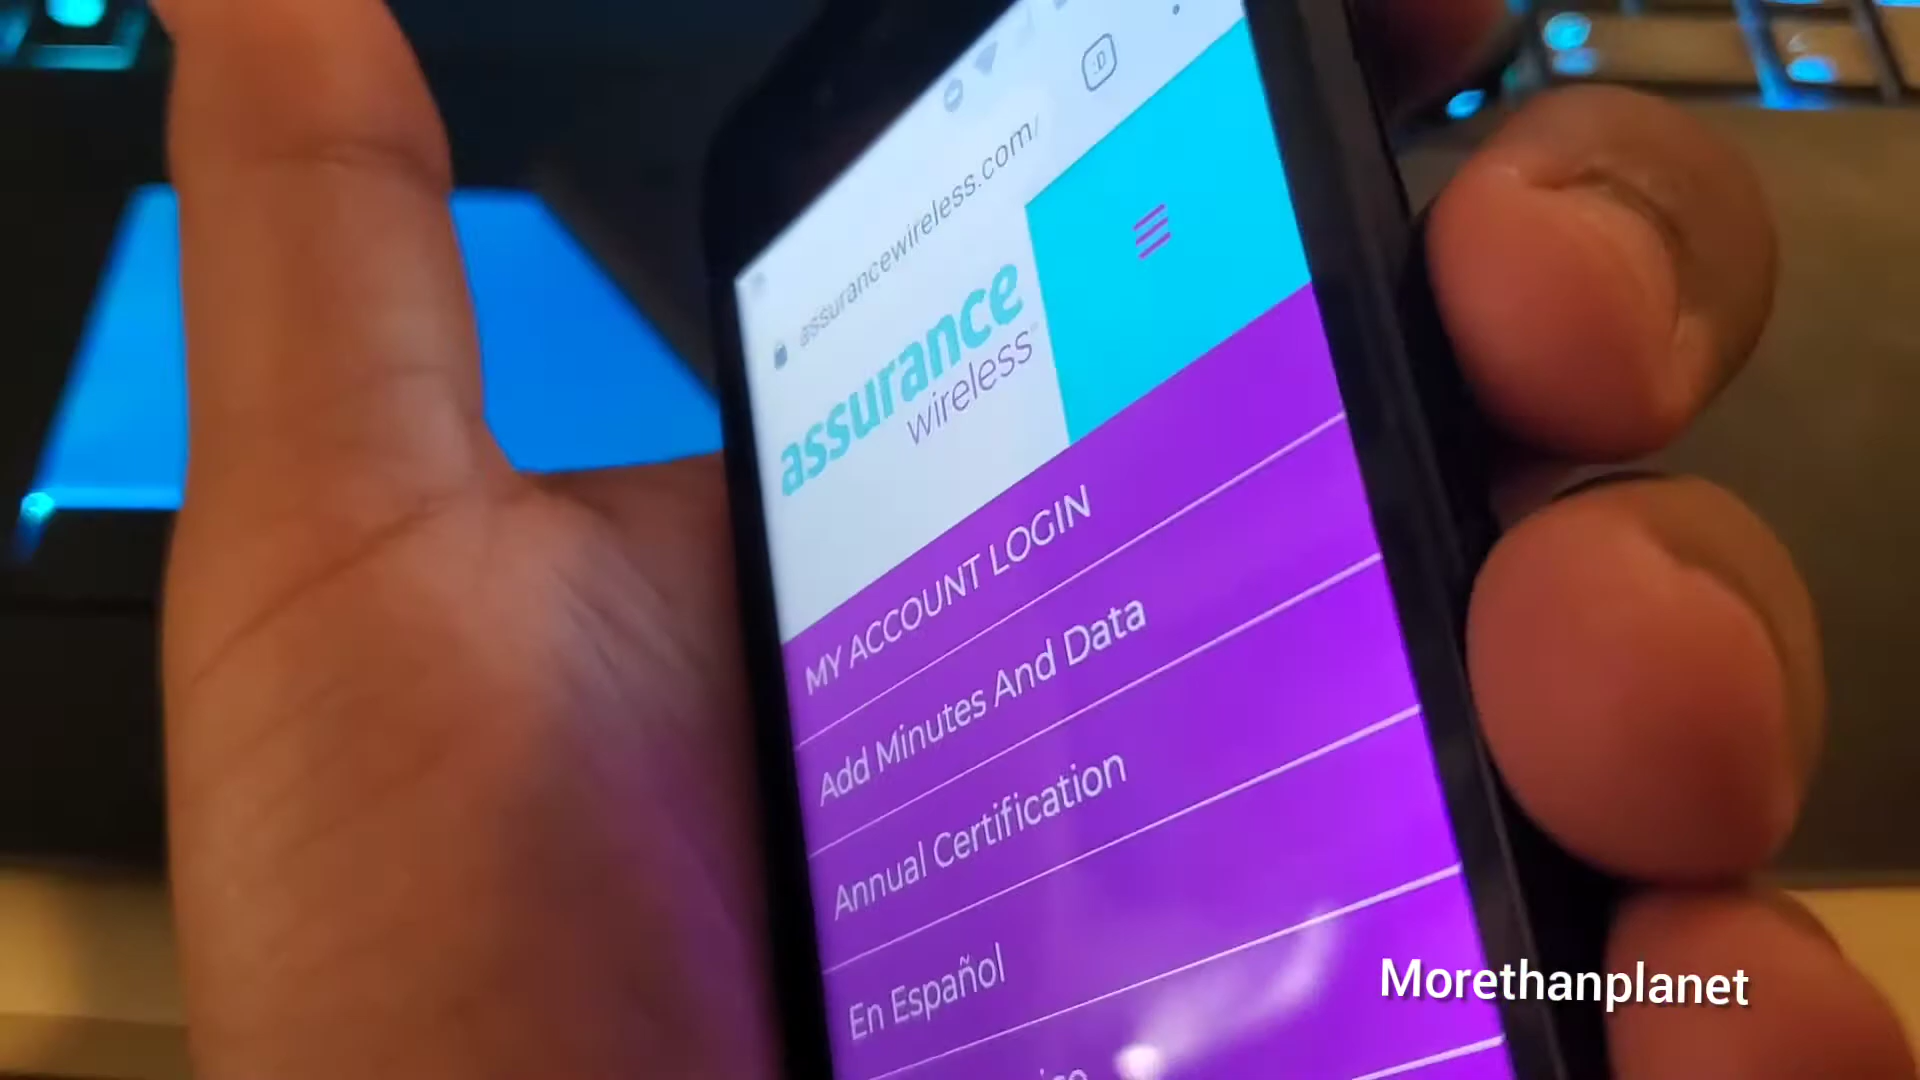 :D
assurancewireless.com/
assurance
wireless
MY ACCOUNT LOGIN
Add Minutes And Data
Annual Certification
En Español
Morethanplanet